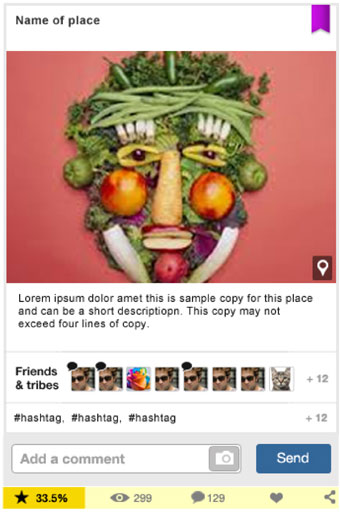 Name of place
Lorem ipsum dolor amet this is sample copy for this place
and can be a short descriptiopn. This copy may not
exceed four lines of copy.
Friends
& tribes
+ 12
#hashtag, #hashtag, #hashtag
+ 12
Add a comment
Send
33.5%
299
129